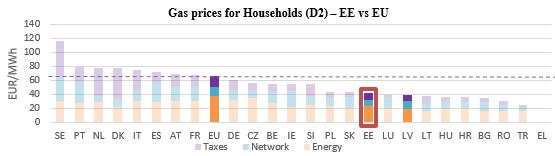 Gas prices for Households (D2) – EE vs EU
EUR/MWh
140
120
100
80
60
40
20
0
SE PT NL DK IT ES AT FR EU DE CZ BE IE SI PL SK EE LU LV LT HU HR BG RO TR EL
Taxes Network Energy